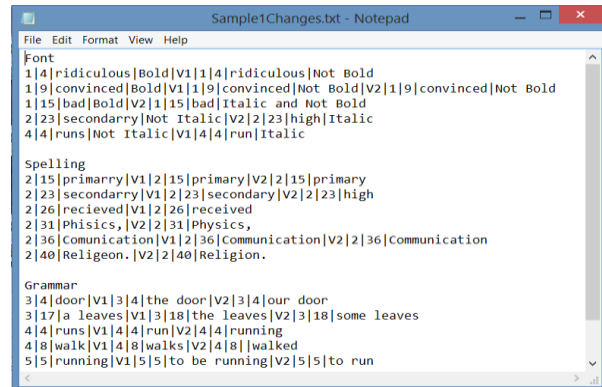 Sample1Changes.txt - Notepad
File Edit Format View Help
Font
1|4|ridiculous|Bold|V1|1|4|ridiculous|Not Bold
1|9|convinced|Bold|V1|1|9|convinced|Not Bold|V2|1|9|convinced|Not Bold
1|15|bad|Bold|V2|1|15|bad|Italic and Not Bold
2|23|secondarry|Not Italic|V2|2|23|high|Italic
4|4|runs|Not Italic|V1|4|4|run|Italic
Spelling
2|15|primarry|V1|2|15|primary|V2|2|15|primary
2|23|secondarry|V1|2|23|secondary|V2|2|23|high
2|26|recieved|V1|2|26|received
2|31|Phisics,|V2|2|31|Physics,
2|36|Comunication|V1|2|36|Communication|V2|2|36|Communication
2|40|Religeon.|V2|2|40|Religion.
Grammar
3|4|door|V1|3|4|the door|V2|3|4|our door
3|17|a leaves|V1|3|18|the leaves|V2|3|18|some leaves
4|4|runs|V1|4|4|run|V2|4|4|running
4|8|walk|V1|4|8|walks|V2|4|8||walked
5|5|running|V1|5|5|to be running|V2|5|5|to run